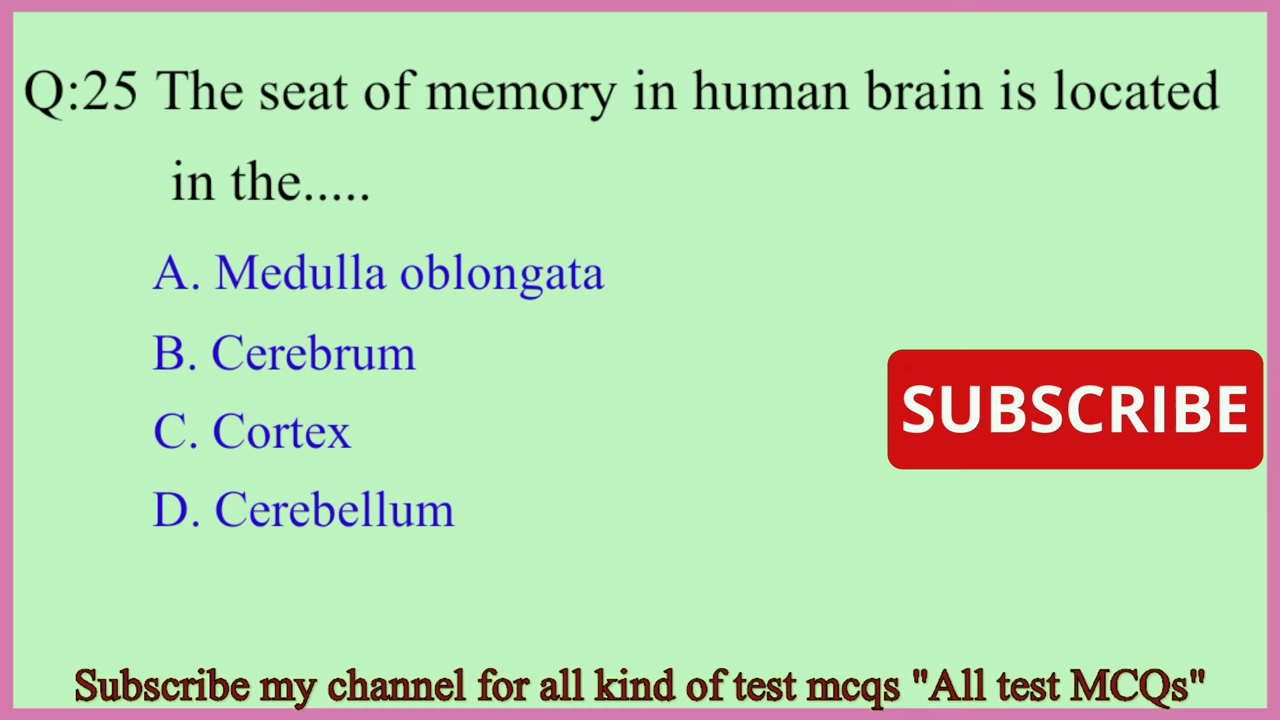 Q:25 The seat of memory in human brain is located
in the.....
A. Medulla oblongata
B. Cerebrum
C. Cortex
D. Cerebellum
SUBSCRIBE
Subscribe my channel for all kind of test mcqs "All test MCQs"